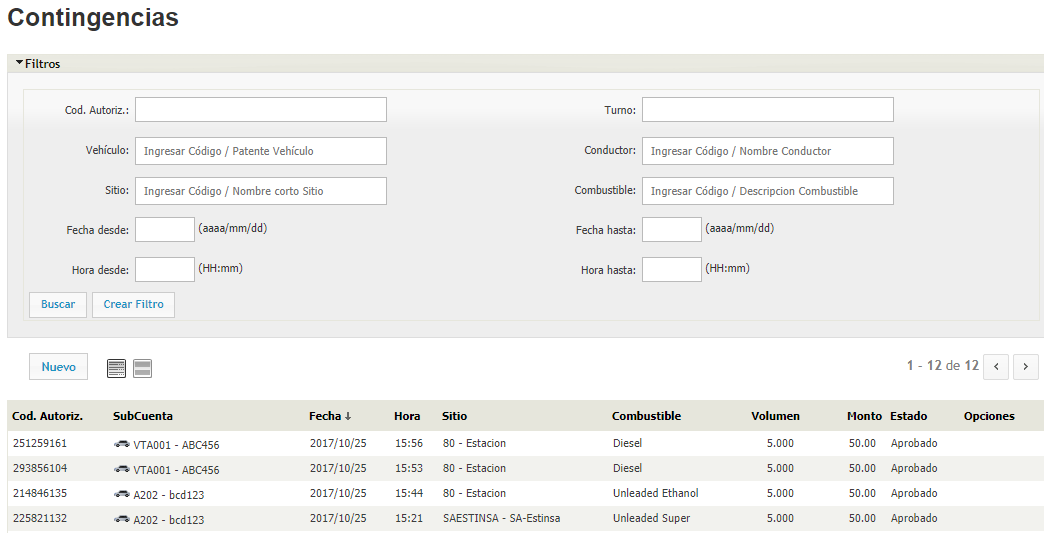 Contingencias
Filtros
Cod. Autoriz.: Turno:
Vehículo: Ingresar Código / Patente Vehículo Conductor: Ingresar Código / Nombre Conductor
Sitio: Ingresar Código / Nombre corto Sitio Combustible: Ingresar Código / Descripcion Combustible
Fecha desde: (aaaa/mm/dd) Fecha hasta: (aaaa/mm/dd)
Hora desde: (HH:mm) Hora hasta: (HH:mm)
Buscar Crear Filtro
Nuevo 1 - 12 de 12 < >
Cod. Autoriz. SubCuenta Fecha ↓ Hora Sitio Combustible Volumen Monto Estado Opciones
251259161 VTA001 - ABC456 2017/10/25 15:56 80 - Estacion Diesel 5.000 50.00 Aprobado
293856104 VTA001 - ABC456 2017/10/25 15:53 80 - Estacion Diesel 5.000 50.00 Aprobado
214846135 A202 - bcd123 2017/10/25 15:44 80 - Estacion Unleaded Ethanol 5.000 50.00 Aprobado
225821132 A202 - bcd123 2017/10/25 15:21 SAESTINSA - SA-Estinsa Unleaded Super 5.000 50.00 Aprobado